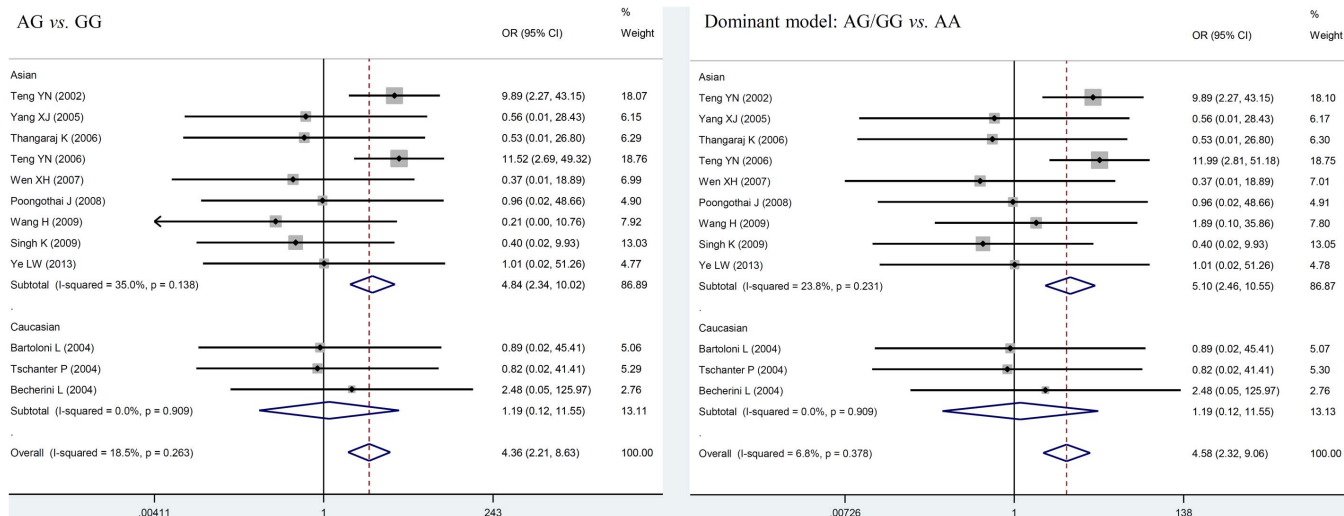 AG vs. GG
%
OR (95% CI) Weight
Asian
Teng YN (2002) 9.89 (2.27, 43.15) 18.07
Yang XJ (2005) 0.56 (0.01, 28.43) 6.15
Thangaraj K (2006) 0.53 (0.01, 26.80) 6.29
Teng YN (2006) 11.52 (2.69, 49.32) 18.76
Wen XH (2007) 0.37 (0.01, 18.89) 6.99
Poongothai J (2008) 0.96 (0.02, 48.66) 4.90
Wang H (2009) 0.21 (0.00, 10.76) 7.92
Singh K (2009) 0.40 (0.02, 9.93) 13.03
Ye LW (2013) 1.01 (0.02, 51.26) 4.77
Subtotal (I-squared = 35.0%, p = 0.138) 4.84 (2.34, 10.02) 86.89
.
Caucasian
Bartoloni L (2004) 0.89 (0.02, 45.41) 5.06
Tschanter P (2004) 0.82 (0.02, 41.41) 5.29
Becherini L (2004) 2.48 (0.05, 125.97) 2.76
Subtotal (I-squared = 0.0%, p = 0.909) 1.19 (0.12, 11.55) 13.11
.
Overall (I-squared = 18.5%, p = 0.263) 4.36 (2.21, 8.63) 100.00
.00411 1 243
Dominant model: AG/GG vs. AA
%
OR (95% CI) Weight
Asian
Teng YN (2002) 9.89 (2.27, 43.15) 18.10
Yang XJ (2005) 0.56 (0.01, 28.43) 6.17
Thangaraj K (2006) 0.53 (0.01, 26.80) 6.30
Teng YN (2006) 11.99 (2.81, 51.18) 18.75
Wen XH (2007) 0.37 (0.01, 18.89) 7.01
Poongothai J (2008) 0.96 (0.02, 48.66) 4.91
Wang H (2009) 1.89 (0.10, 35.86) 7.80
Singh K (2009) 0.40 (0.02, 9.93) 13.05
Ye LW (2013) 1.01 (0.02, 51.26) 4.78
Subtotal (I-squared = 23.8%, p = 0.231) 5.10 (2.46, 10.55) 86.87
.
Caucasian
Bartoloni L (2004) 0.89 (0.02, 45.41) 5.07
Tschanter P (2004) 0.82 (0.02, 41.41) 5.30
Becherini L (2004) 2.48 (0.05, 125.97) 2.76
Subtotal (I-squared = 0.0%, p = 0.909) 1.19 (0.12, 11.55) 13.13
.
Overall (I-squared = 6.8%, p = 0.378) 4.58 (2.32, 9.06) 100.00
.00726 1 138